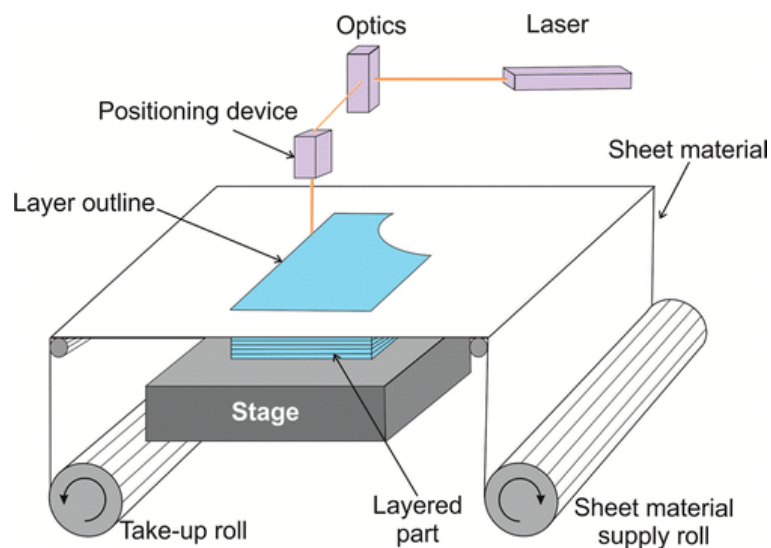 Optics
Laser
Positioning device
Sheet material
Layer outline
Stage
Take-up roll
Layered
part
Sheet material
supply roll